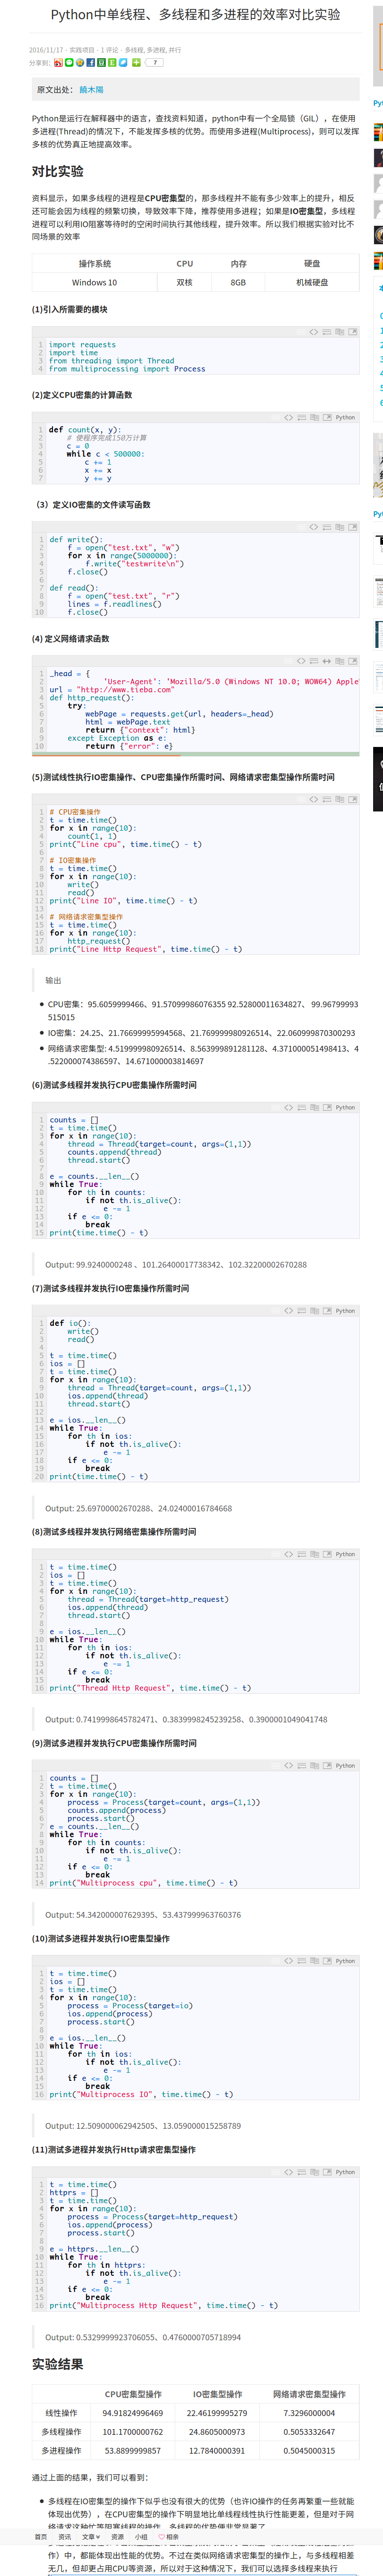 Python中单线程、多线程和多进程的效率对比实验
2016/11/17 · 实践项目 · 1 评论 · 多线程, 多进程, 并行
分享到：
7
原文出处： 饒木陽
Python是运行在解释器中的语言，查找资料知道，python中有一个全局锁（GIL），在使用
多进程(Thread)的情况下，不能发挥多核的优势。而使用多进程(Multiprocess)，则可以发挥
多核的优势真正地提高效率。
对比实验
资料显示，如果多线程的进程是CPU密集型的，那多线程并不能有多少效率上的提升，相反
还可能会因为线程的频繁切换，导致效率下降，推荐使用多进程；如果是IO密集型，多线程
进程可以利用IO阻塞等待时的空闲时间执行其他线程，提升效率。所以我们根据实验对比不
同场景的效率
操作系统 CPU 内存 硬盘
Windows 10 双核 8GB 机械硬盘
(1)引入所需要的模块
1 import requests
2 import time
3 from threading import Thread
4 from multiprocessing import Process
(2)定义CPU密集的计算函数
Python
1 def count(x, y):
2 # 使程序完成150万计算
3 c = 0
4 while c < 500000:
5 c += 1
6 x += x
7 y += y
（3）定义IO密集的文件读写函数
1 def write():
2 f = open("test.txt", "w")
3 for x in range(5000000):
4 f.write("testwrite\n")
5 f.close()
6
7 def read():
8 f = open("test.txt", "r")
9 lines = f.readlines()
10 f.close()
(4) 定义网络请求函数
Python
1 _head = {
2 'User-Agent': 'Mozilla/5.0 (Windows NT 10.0; WOW64) Apple
3 url = "http://www.tieba.com"
4 def http_request():
5 try:
6 webPage = requests.get(url, headers=_head)
7 html = webPage.text
8 return {"context": html}
9 except Exception as e:
10 return {"error": e}
(5)测试线性执行IO密集操作、CPU密集操作所需时间、网络请求密集型操作所需时间
1 # CPU密集操作
2 t = time.time()
3 for x in range(10):
4 count(1, 1)
5 print("Line cpu", time.time() - t)
6
7 # IO密集操作
8 t = time.time()
9 for x in range(10):
10 write()
11 read()
12 print("Line IO", time.time() - t)
13
14 # 网络请求密集型操作
15 t = time.time()
16 for x in range(10):
17 http_request()
18 print("Line Http Request", time.time() - t)
输出
CPU密集：95.6059999466、91.57099986076355 92.52800011634827、 99.96799993
515015
IO密集：24.25、21.76699995994568、21.769999980926514、22.060999870300293
网络请求密集型: 4.519999980926514、8.563999891281128、4.371000051498413、4
.522000074386597、14.671000003814697
(6)测试多线程并发执行CPU密集操作所需时间
Python
1 counts = []
2 t = time.time()
3 for x in range(10):
4 thread = Thread(target=count, args=(1,1))
5 counts.append(thread)
6 thread.start()
7
8 e = counts.__len__()
9 while True:
10 for th in counts:
11 if not th.is_alive():
12 e -= 1
13 if e <= 0:
14 break
15 print(time.time() - t)
Output: 99.9240000248 、101.26400017738342、102.32200002670288
(7)测试多线程并发执行IO密集操作所需时间
Python
1 def io():
2 write()
3 read()
4
5 t = time.time()
6 ios = []
7 t = time.time()
8 for x in range(10):
9 thread = Thread(target=count, args=(1,1))
10 ios.append(thread)
11 thread.start()
12
13 e = ios.__len__()
14 while True:
15 for th in ios:
16 if not th.is_alive():
17 e -= 1
18 if e <= 0:
19 break
20 print(time.time() - t)
Output: 25.69700002670288、24.02400016784668
(8)测试多线程并发执行网络密集操作所需时间
Python
1 t = time.time()
2 ios = []
3 t = time.time()
4 for x in range(10):
5 thread = Thread(target=http_request)
6 ios.append(thread)
7 thread.start()
8
9 e = ios.__len__()
10 while True:
11 for th in ios:
12 if not th.is_alive():
13 e -= 1
14 if e <= 0:
15 break
16 print("Thread Http Request", time.time() - t)
Output: 0.7419998645782471、0.3839998245239258、0.3900001049041748
(9)测试多进程并发执行CPU密集操作所需时间
Python
1 counts = []
2 t = time.time()
3 for x in range(10):
4 process = Process(target=count, args=(1,1))
5 counts.append(process)
6 process.start()
7 e = counts.__len__()
8 while True:
9 for th in counts:
10 if not th.is_alive():
11 e -= 1
12 if e <= 0:
13 break
14 print("Multiprocess cpu", time.time() - t)
Output: 54.342000007629395、53.437999963760376
(10)测试多进程并发执行IO密集型操作
Python
1 t = time.time()
2 ios = []
3 t = time.time()
4 for x in range(10):
5 process = Process(target=io)
6 ios.append(process)
7 process.start()
8
9 e = ios.__len__()
10 while True:
11 for th in ios:
12 if not th.is_alive():
13 e -= 1
14 if e <= 0:
15 break
16 print("Multiprocess IO", time.time() - t)
Output: 12.509000062942505、13.059000015258789
(11)测试多进程并发执行Http请求密集型操作
Python
1 t = time.time()
2 httprs = []
3 t = time.time()
4 for x in range(10):
5 process = Process(target=http_request)
6 ios.append(process)
7 process.start()
8
9 e = httprs.__len__()
10 while True:
11 for th in httprs:
12 if not th.is_alive():
13 e -= 1
14 if e <= 0:
15 break
16 print("Multiprocess Http Request", time.time() - t)
Output: 0.5329999923706055、0.4760000705718994
实验结果
CPU密集型操作 IO密集型操作 网络请求密集型操作
线性操作 94.91824996469 22.46199995279 7.3296000004
多线程操作 101.1700000762 24.8605000973 0.5053332647
多进程操作 53.8899999857 12.7840000391 0.5045000315
通过上面的结果，我们可以看到：
多线程在IO密集型的操作下似乎也没有很大的优势（也许IO操作的任务再繁重一些就能
体现出优势），在CPU密集型的操作下明显地比单线程线性执行性能更差，但是对于网
络请求这种忙等阻塞线程的操作，多线程的优势便非常显著了
首页 资讯 文章 资源 小组 相亲
作）中，都能体现出性能的优势。不过在类似网络请求密集型的操作上，与多线程相差
无几，但却更占用CPU等资源，所以对于这种情况下，我们可以选择多线程来执行